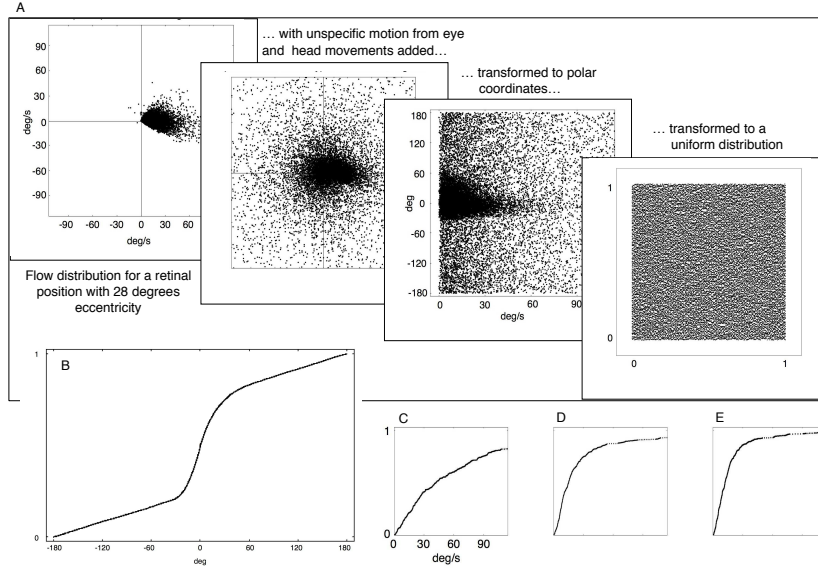 A
… with unspecific motion from eye
and head movements added…
… transformed to polar
coordinates…
… transformed to a
uniform distribution
90
60
30
0
-30
-60
-90
deg/s
-90 -60 -30 0 30 60
deg/s
180
120
60
0
-60
-120
-180
deg
0 30 60 90
deg/s
1
0
0 1
Flow distribution for a retinal
position with 28 degrees
eccentricity
B
1
0
-180 -120 -60 0 60 120 180
deg
C
1
0
0 30 60 90
deg/s
D
E